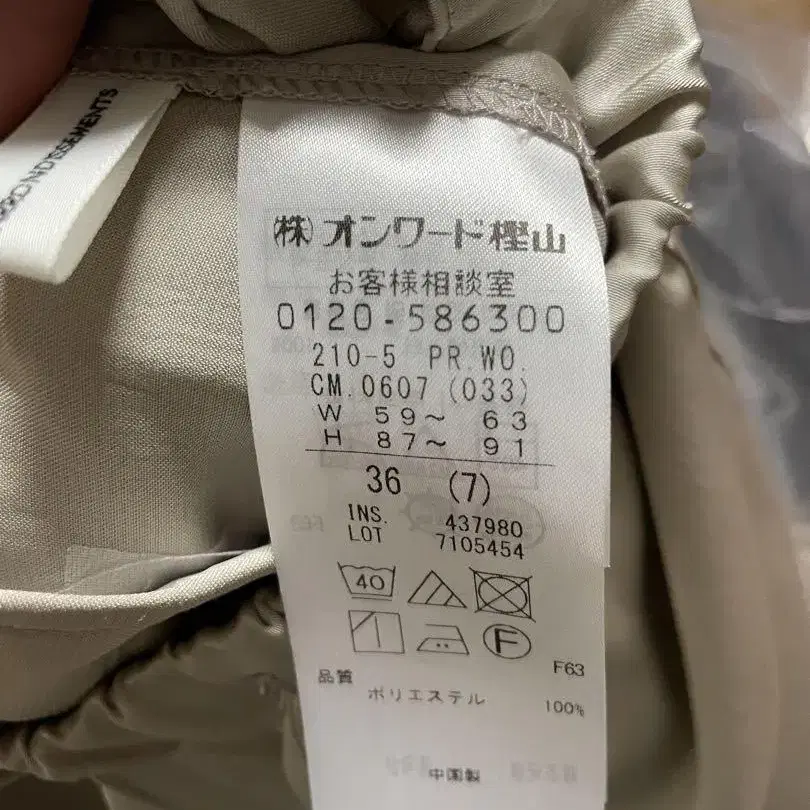 RONDISSEMENTS
(株)オンワード樫山
お客様相談室
0120-586300
210-5 PR.WO.
CM.0607 (033)
W 59～ 63
H 87～ 91
36 (7)
INS. 437980
LOT 7105454
40
F
F63
品質
ポリエステル 100%
中国製